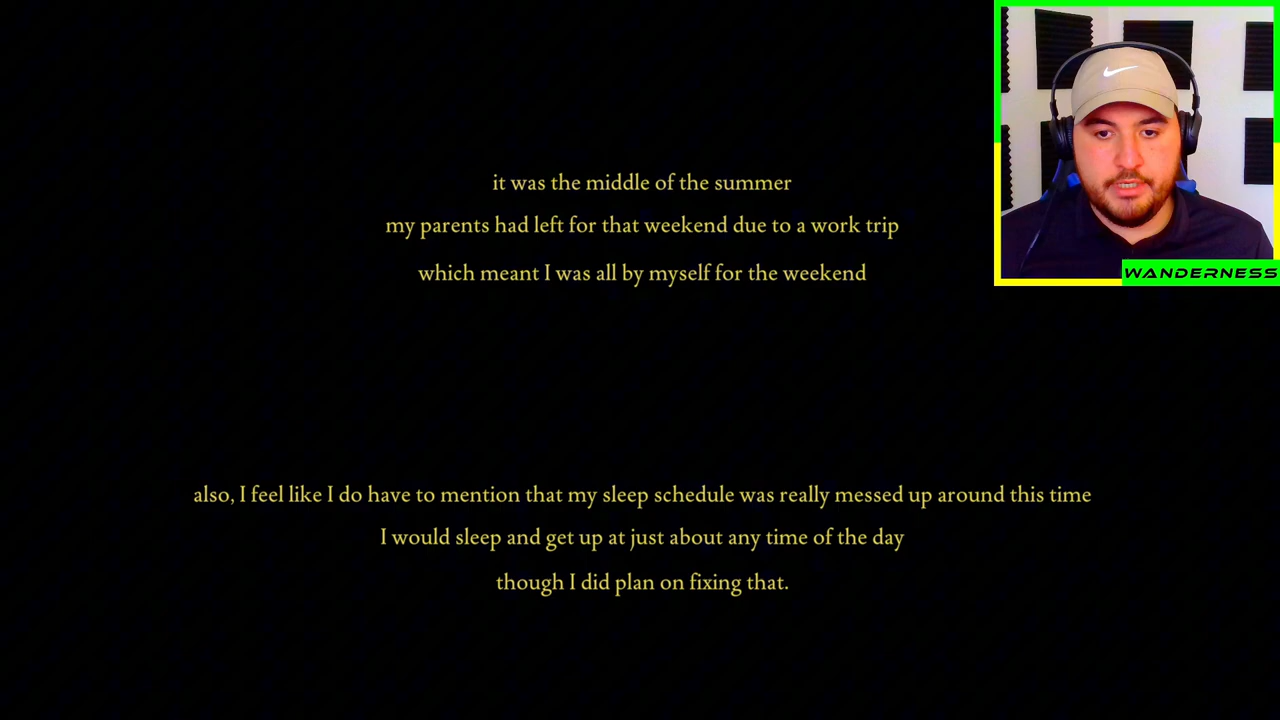 it was the middle of the summer
my parents had left for that weekend due to a work trip
which meant I was all by myself for the weekend
WANDERNESS
also, I feel like I do have to mention that my sleep schedule was really messed up around this time
I would sleep and get up at just about any time of the day
though I did plan on fixing that.